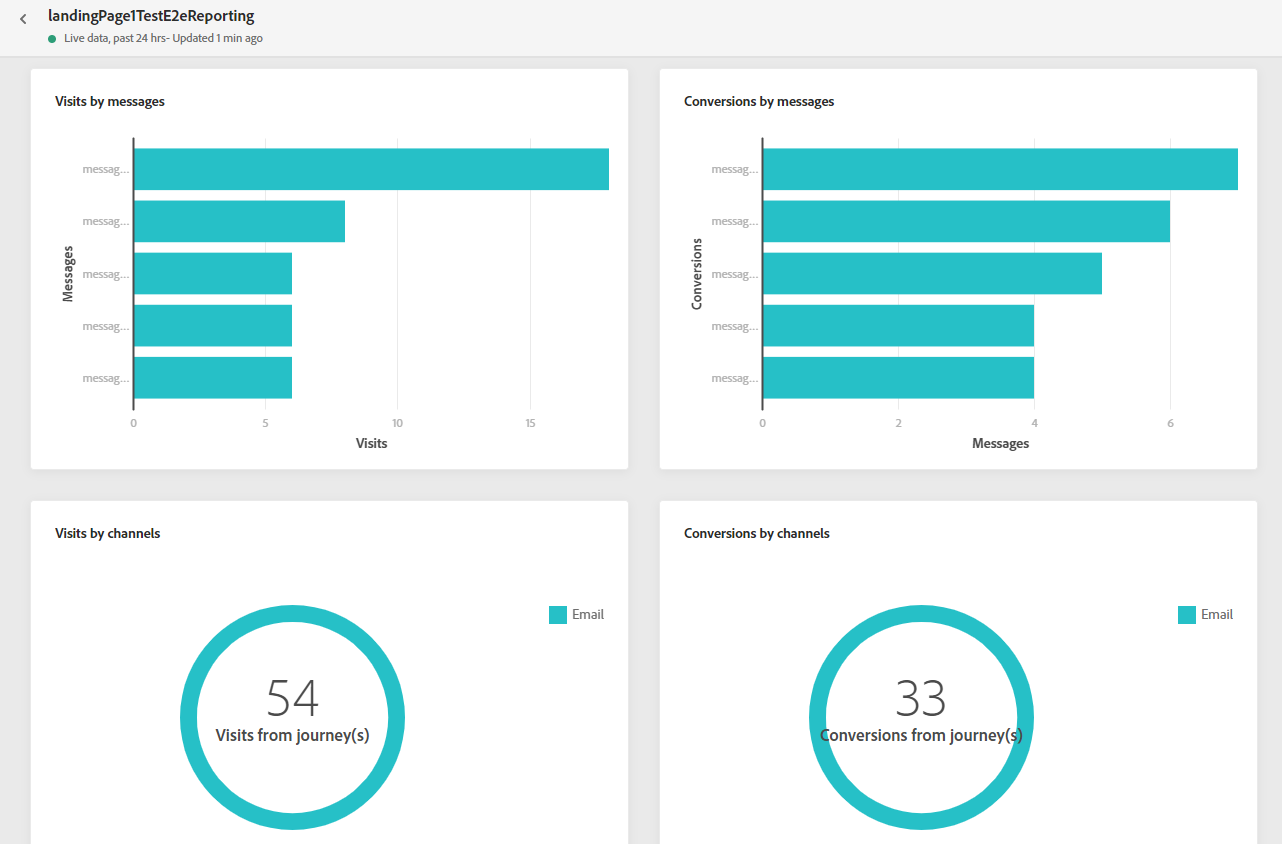 landingPage1TestE2eReporting
Live data, past 24 hrs- Updated 1 min ago
Visits by messages
Messages
messag...
messag...
messag...
messag...
messag...
0 5 10 15
Visits
Conversions by messages
Conversions
messag...
messag...
messag...
messag...
messag...
0 2 4 6
Messages
Visits by channels
Email
54
Visits from journey(s)
Conversions by channels
Email
33
Conversions from journey(s)